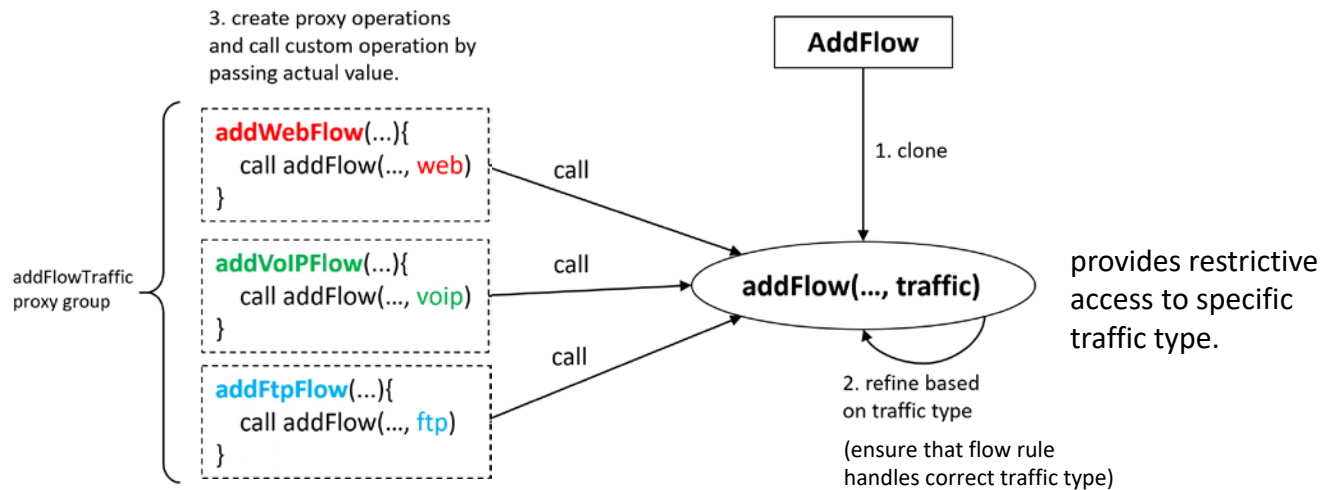 3. create proxy operations
and call custom operation by
passing actual value.
AddFlow
addWebFlow(...){
call addFlow(..., web)
}
call
1. clone
addFlowTraffic
proxy group
addVoIPFlow(...){
call addFlow(..., voip)
}
call
addFlow(..., traffic)
provides restrictive
access to specific
traffic type.
addFtpFlow(...){
call addFlow(..., ftp)
}
call
2. refine based
on traffic type
(ensure that flow rule
handles correct traffic type)